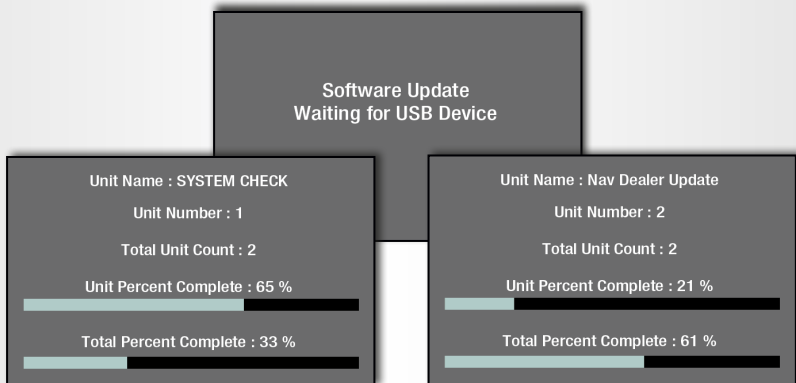 Software Update
Waiting for USB Device
Unit Name : SYSTEM CHECK
Unit Number : 1
Total Unit Count : 2
Unit Percent Complete : 65 %
Total Percent Complete : 33 %
Unit Name : Nav Dealer Update
Unit Number : 2
Total Unit Count : 2
Unit Percent Complete : 21 %
Total Percent Complete : 61 %